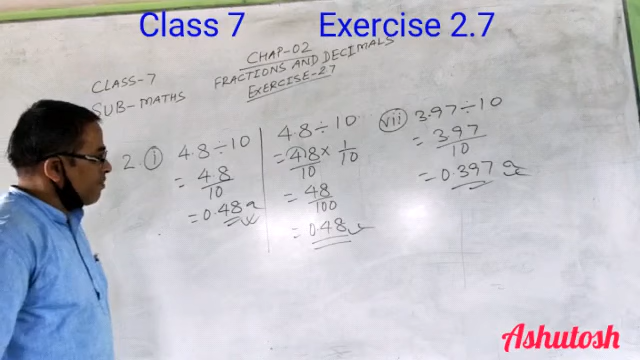 Class 7 Exercise 2.7
CHAP-02
CLASS-7 FRACTIONS AND DECIMALS
SUB-MATHS EXERCISE-2.7
2. (i) 4.8÷10
= 4.8/10
= 0.48
4.8÷10
= 48/10 × 1/10
= 48/100
= 0.48
(vii) 3.97÷10
= 3.97/10
= 0.397
Ashutosh